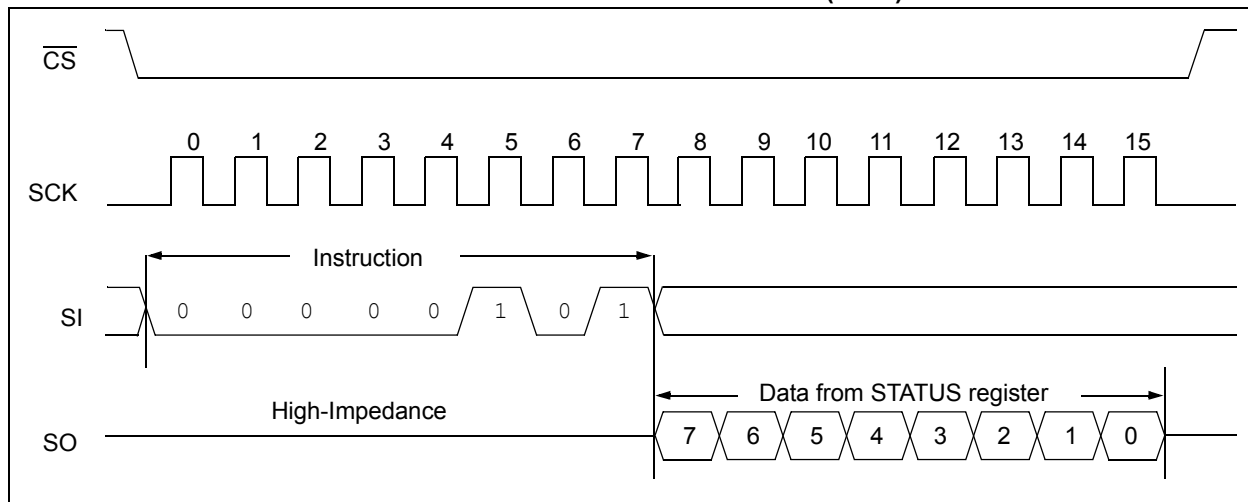 CS
0 1 2 3 4 5 6 7 8 9 10 11 12 13 14 15
SCK
Instruction
SI 0 0 0 0 0 1 0 1
Data from STATUS register
High-Impedance
SO 7 6 5 4 3 2 1 0